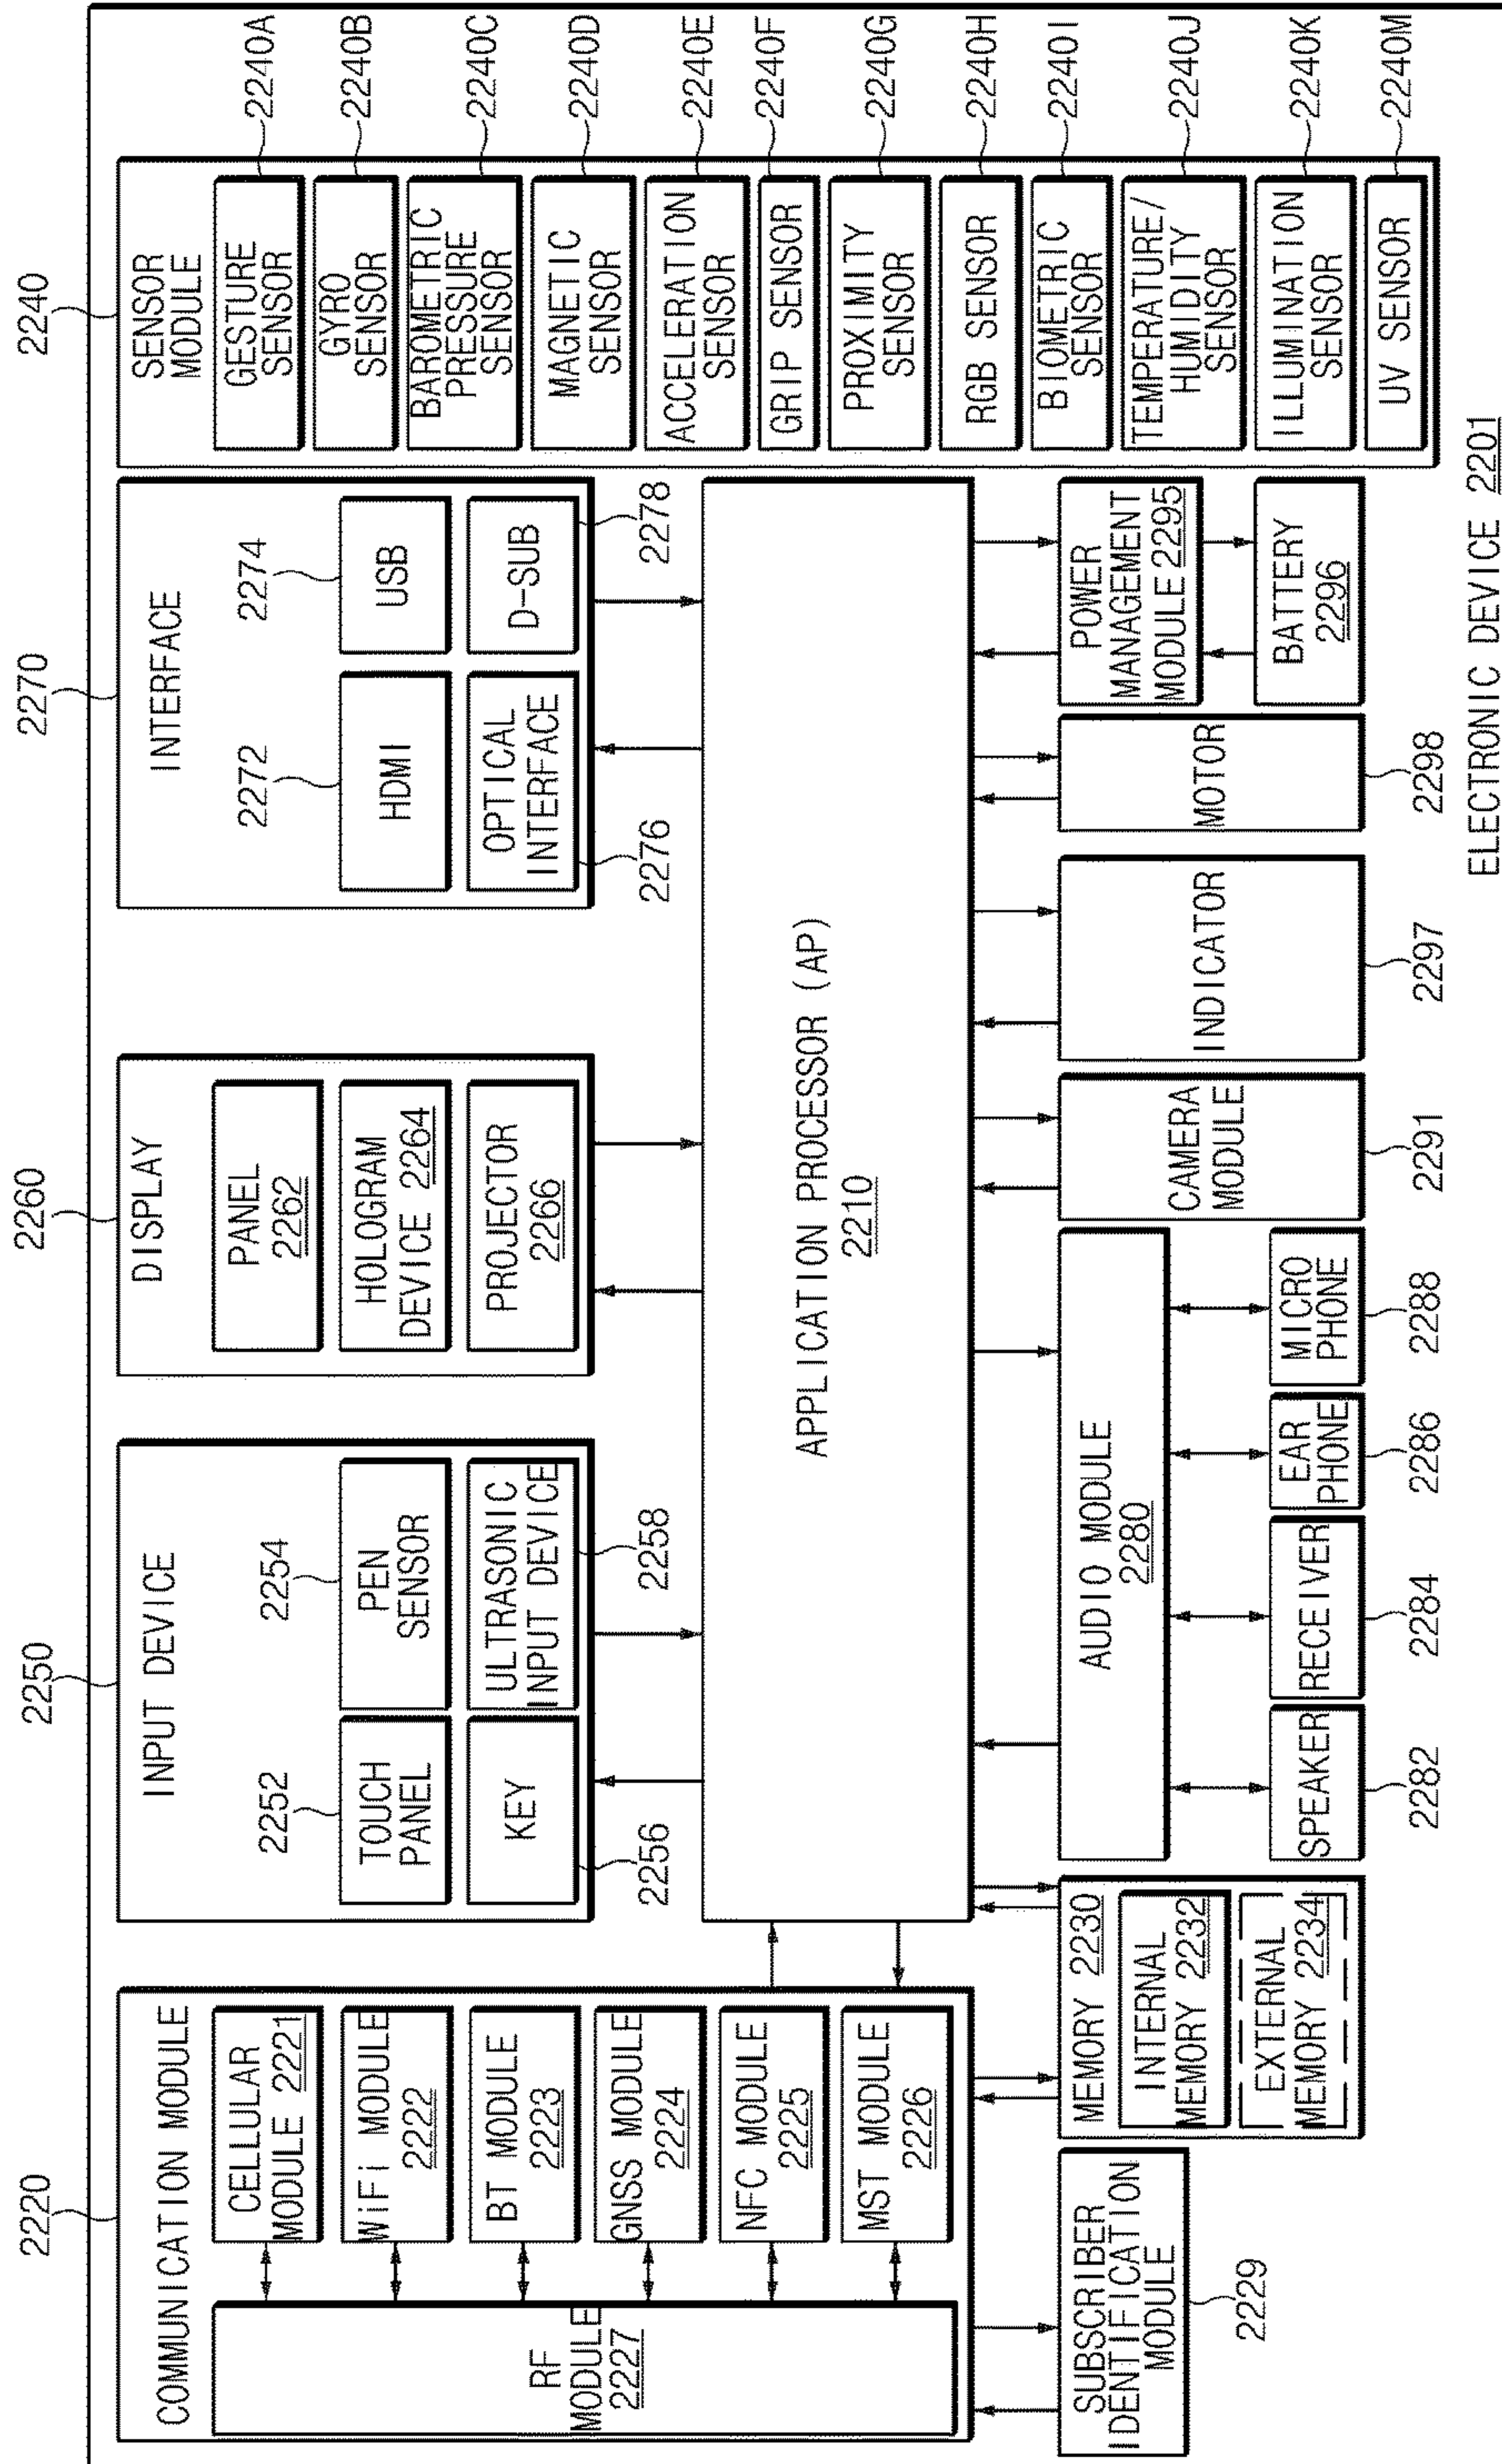 2220
COMMUNICATION MODULE
RF
MODULE
2227
CELLULAR
MODULE 2221
WiFi MODULE
2222
BT MODULE
2223
GNSS MODULE
2224
NFC MODULE
2225
MST MODULE
2226
2250
INPUT DEVICE
2252
TOUCH
PANEL
2254
PEN
SENSOR
KEY
2256
ULTRASONIC
INPUT DEVICE
2258
2260
DISPLAY
PANEL
2262
HOLOGRAM
DEVICE 2264
PROJECTOR
2266
2270
INTERFACE
2272
HDMI
2274
USB
OPTICAL
INTERFACE
2276
D-SUB
2278
2240
SENSOR
MODULE
GESTURE
SENSOR
2240A
GYRO
SENSOR
2240B
BAROMETRIC
PRESSURE
SENSOR
2240C
MAGNETIC
SENSOR
2240D
ACCELERATION
SENSOR
2240E
GRIP SENSOR
2240F
PROXIMITY
SENSOR
2240G
RGB SENSOR
2240H
BIOMETRIC
SENSOR
2240I
TEMPERATURE/
HUMIDITY
SENSOR
2240J
ILLUMINATION
SENSOR
2240K
UV SENSOR
2240M
APPLICATION PROCESSOR (AP)
2210
SUBSCRIBER
IDENTIFICATION
MODULE
2229
MEMORY 2230
INTERNAL
MEMORY 2232
EXTERNAL
MEMORY 2234
AUDIO MODULE
2280
SPEAKER
2282
RECEIVER
2284
EAR
PHONE
2286
MICRO
PHONE
2288
CAMERA
MODULE
2291
INDICATOR
2297
MOTOR
2298
POWER
MANAGEMENT
MODULE 2295
BATTERY
2296
ELECTRONIC DEVICE 2201